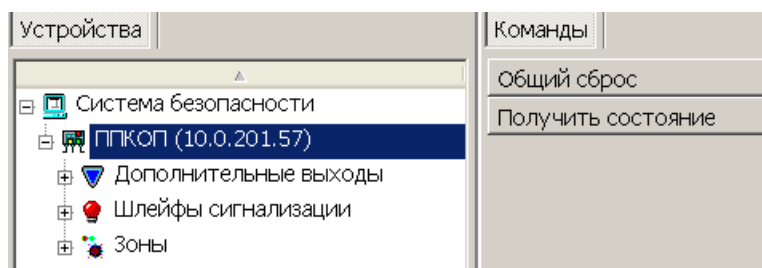 Устройства
Система безопасности
ППКОП (10.0.201.57)
Дополнительные выходы
Шлейфы сигнализации
Зоны
Команды
Общий сброс
Получить состояние